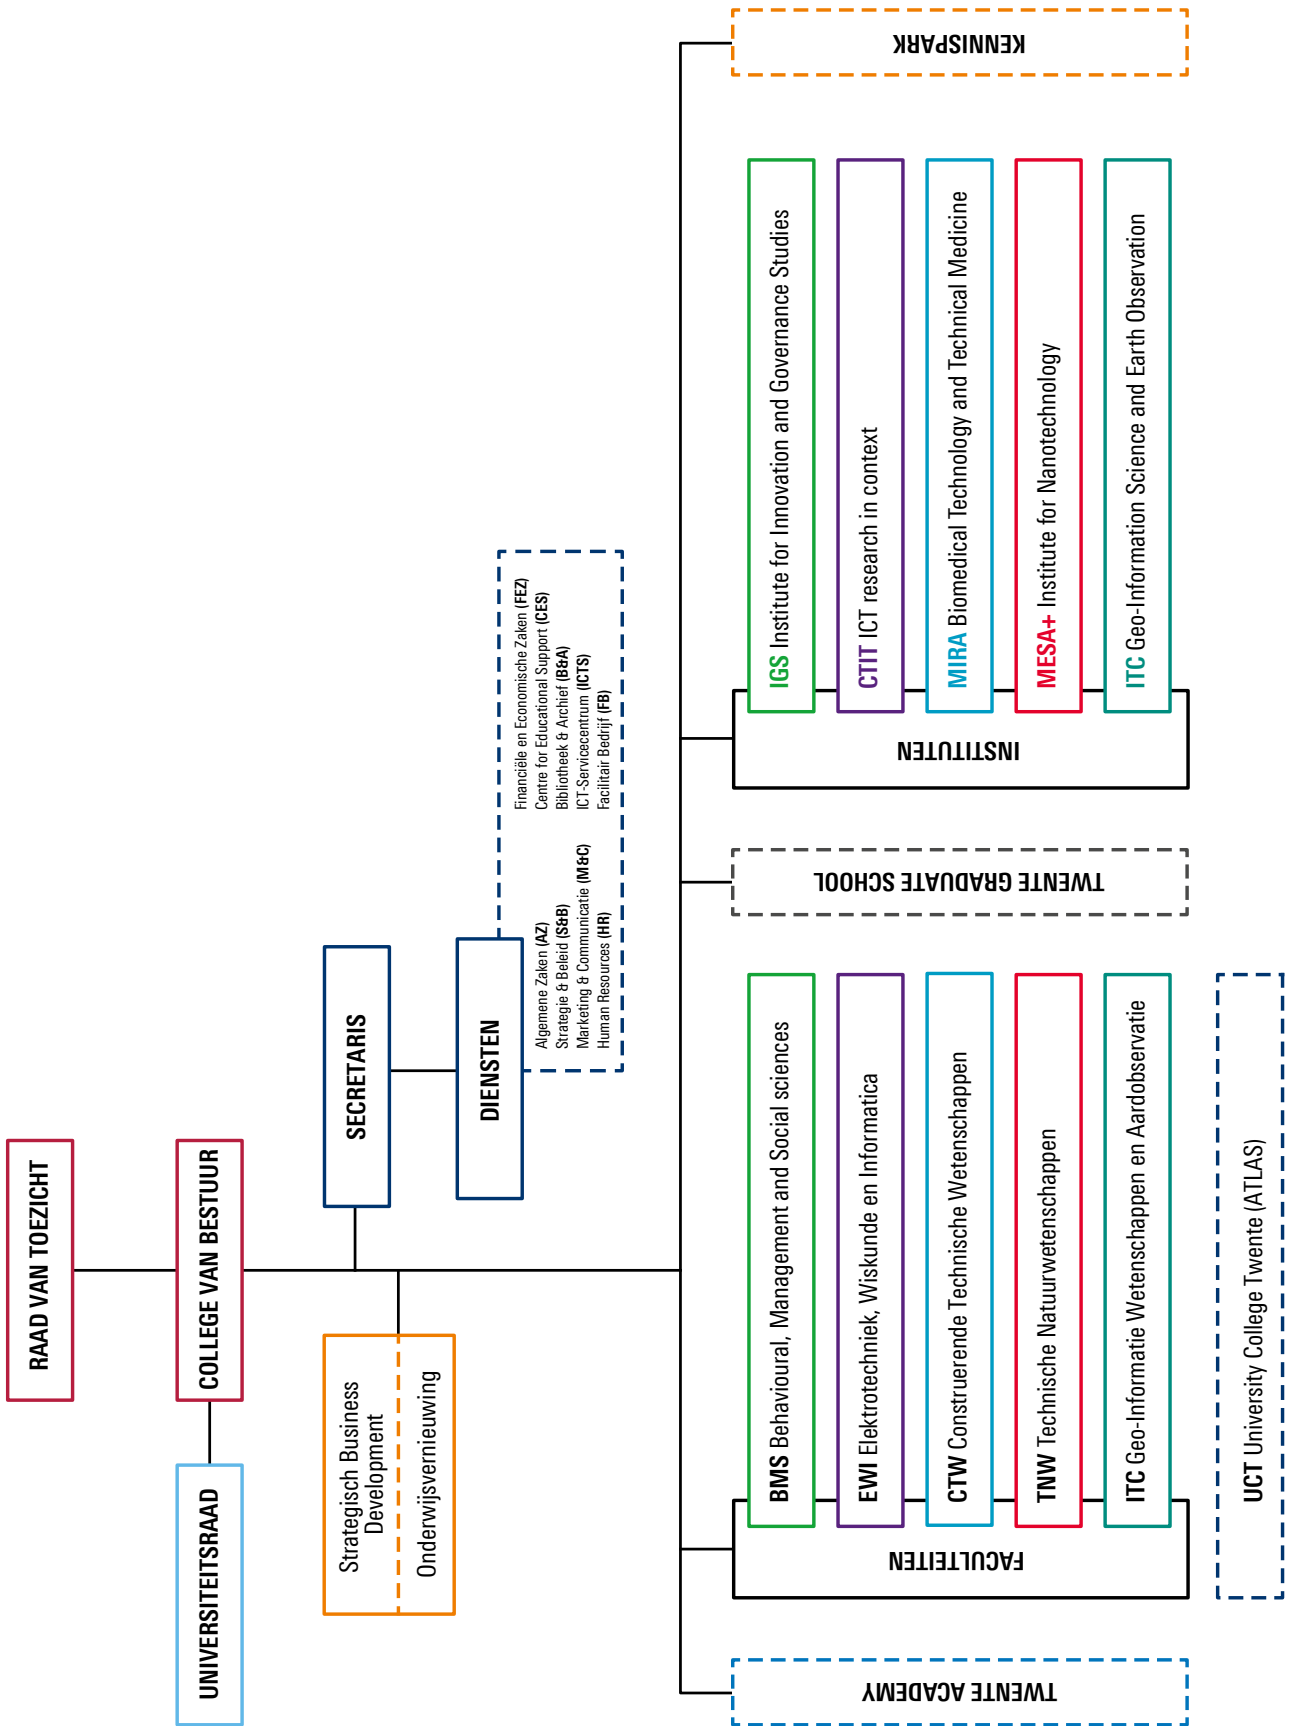 RAAD VAN TOEZICHT
UNIVERSITEITSRAAD
COLLEGE VAN BESTUUR
Strategisch Business
Development
Onderwijsvernieuwing
SECRETARIS
DIENSTEN
Algemene Zaken (AZ)
Strategie & Beleid (S&B)
Marketing & Communicatie (M&C)
Human Resources (HR)
Financiële en Economische Zaken (FEZ)
Centre for Educational Support (CES)
Bibliotheek & Archief (B&A)
ICT-Servicecentrum (ICTS)
Facilitair Bedrijf (FB)
TWENTE ACADEMY
FACULTEITEN
BMS Behavioural, Management and Social sciences
EWI Elektrotechniek, Wiskunde en Informatica
CTW Construerende Technische Wetenschappen
TNW Technische Natuurwetenschappen
ITC Geo-Informatie Wetenschappen en Aardobservatie
UCT University College Twente (ATLAS)
TWENTE GRADUATE SCHOOL
INSTITUTEN
IGS Institute for Innovation and Governance Studies
CTIT ICT research in context
MIRA Biomedical Technology and Technical Medicine
MESA+ Institute for Nanotechnology
ITC Geo-Information Science and Earth Observation
KENNISPARK